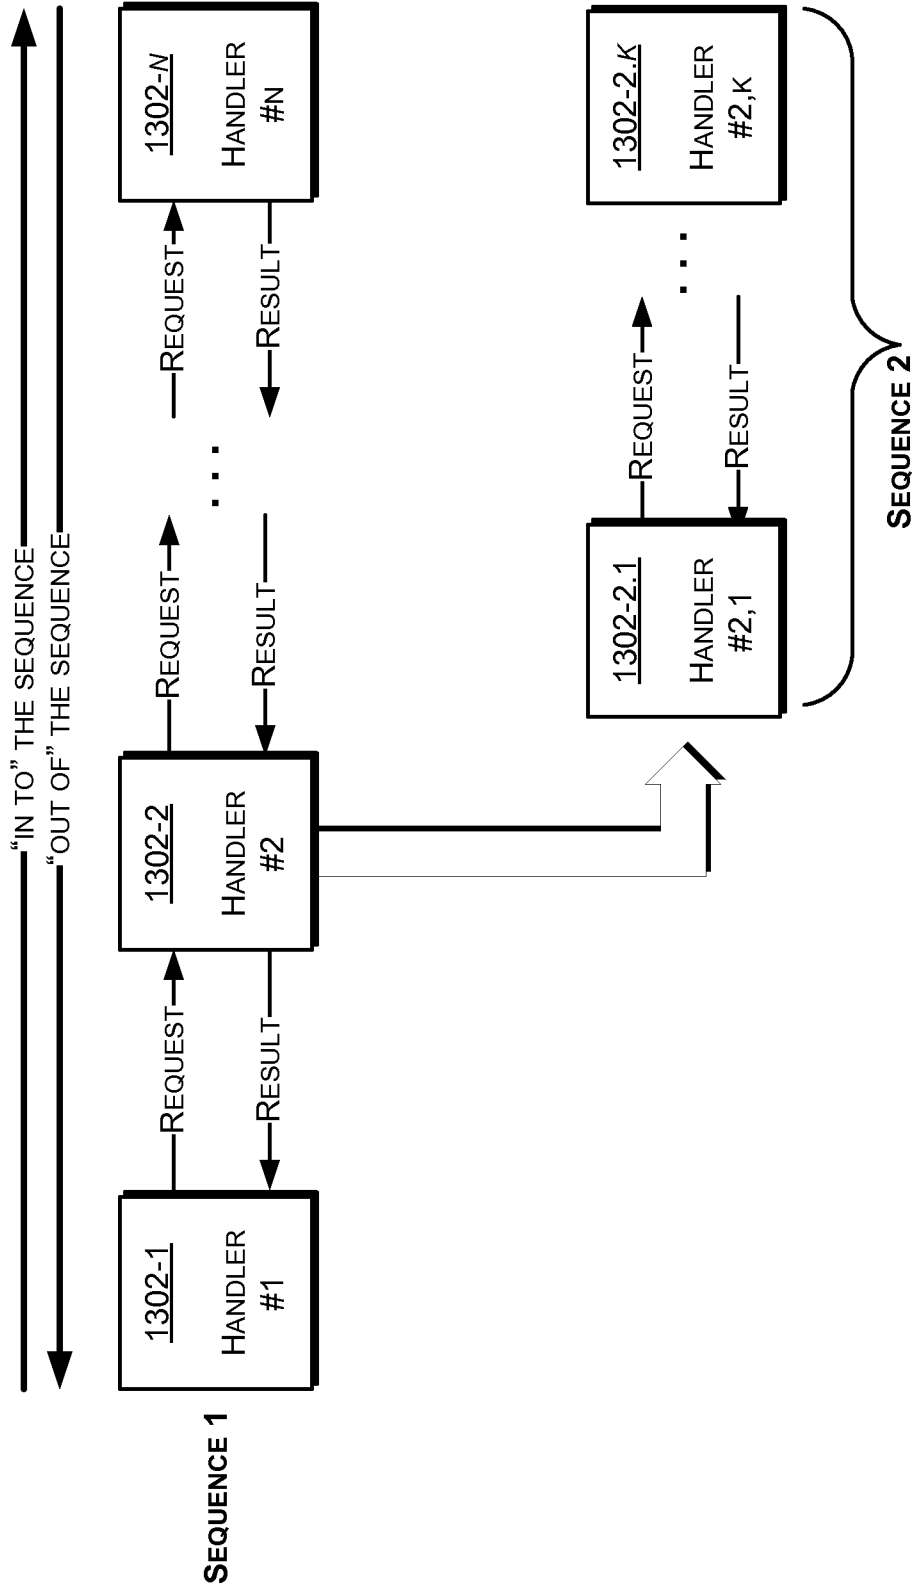 “IN TO” THE SEQUENCE
“OUT OF” THE SEQUENCE
SEQUENCE 1
1302-1
HANDLER
#1
REQUEST
RESULT
1302-2
HANDLER
#2
REQUEST
RESULT
. . .
REQUEST
RESULT
1302-N
HANDLER
#N
1302-2.1
HANDLER
#2,1
REQUEST
RESULT
. . .
1302-2.K
HANDLER
#2,K
SEQUENCE 2